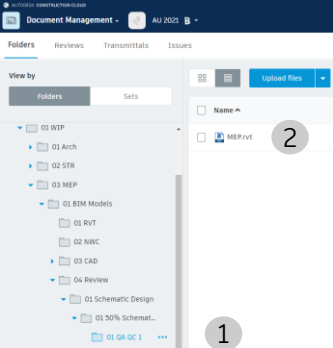 AUTODESK CONSTRUCTION CLOUD
Document Management AU 2021 B
Folders Reviews Transmittals Issues
View by
Folders Sets
01 WIP
01 Arch
02 STR
03 MEP
01 BIM Models
01 RVT
02 NWC
03 CAD
04 Review
01 Schematic Design
01 50% Schemat...
01 QA QC 1 •••
1
Upload files
Name
MEP.rvt
2